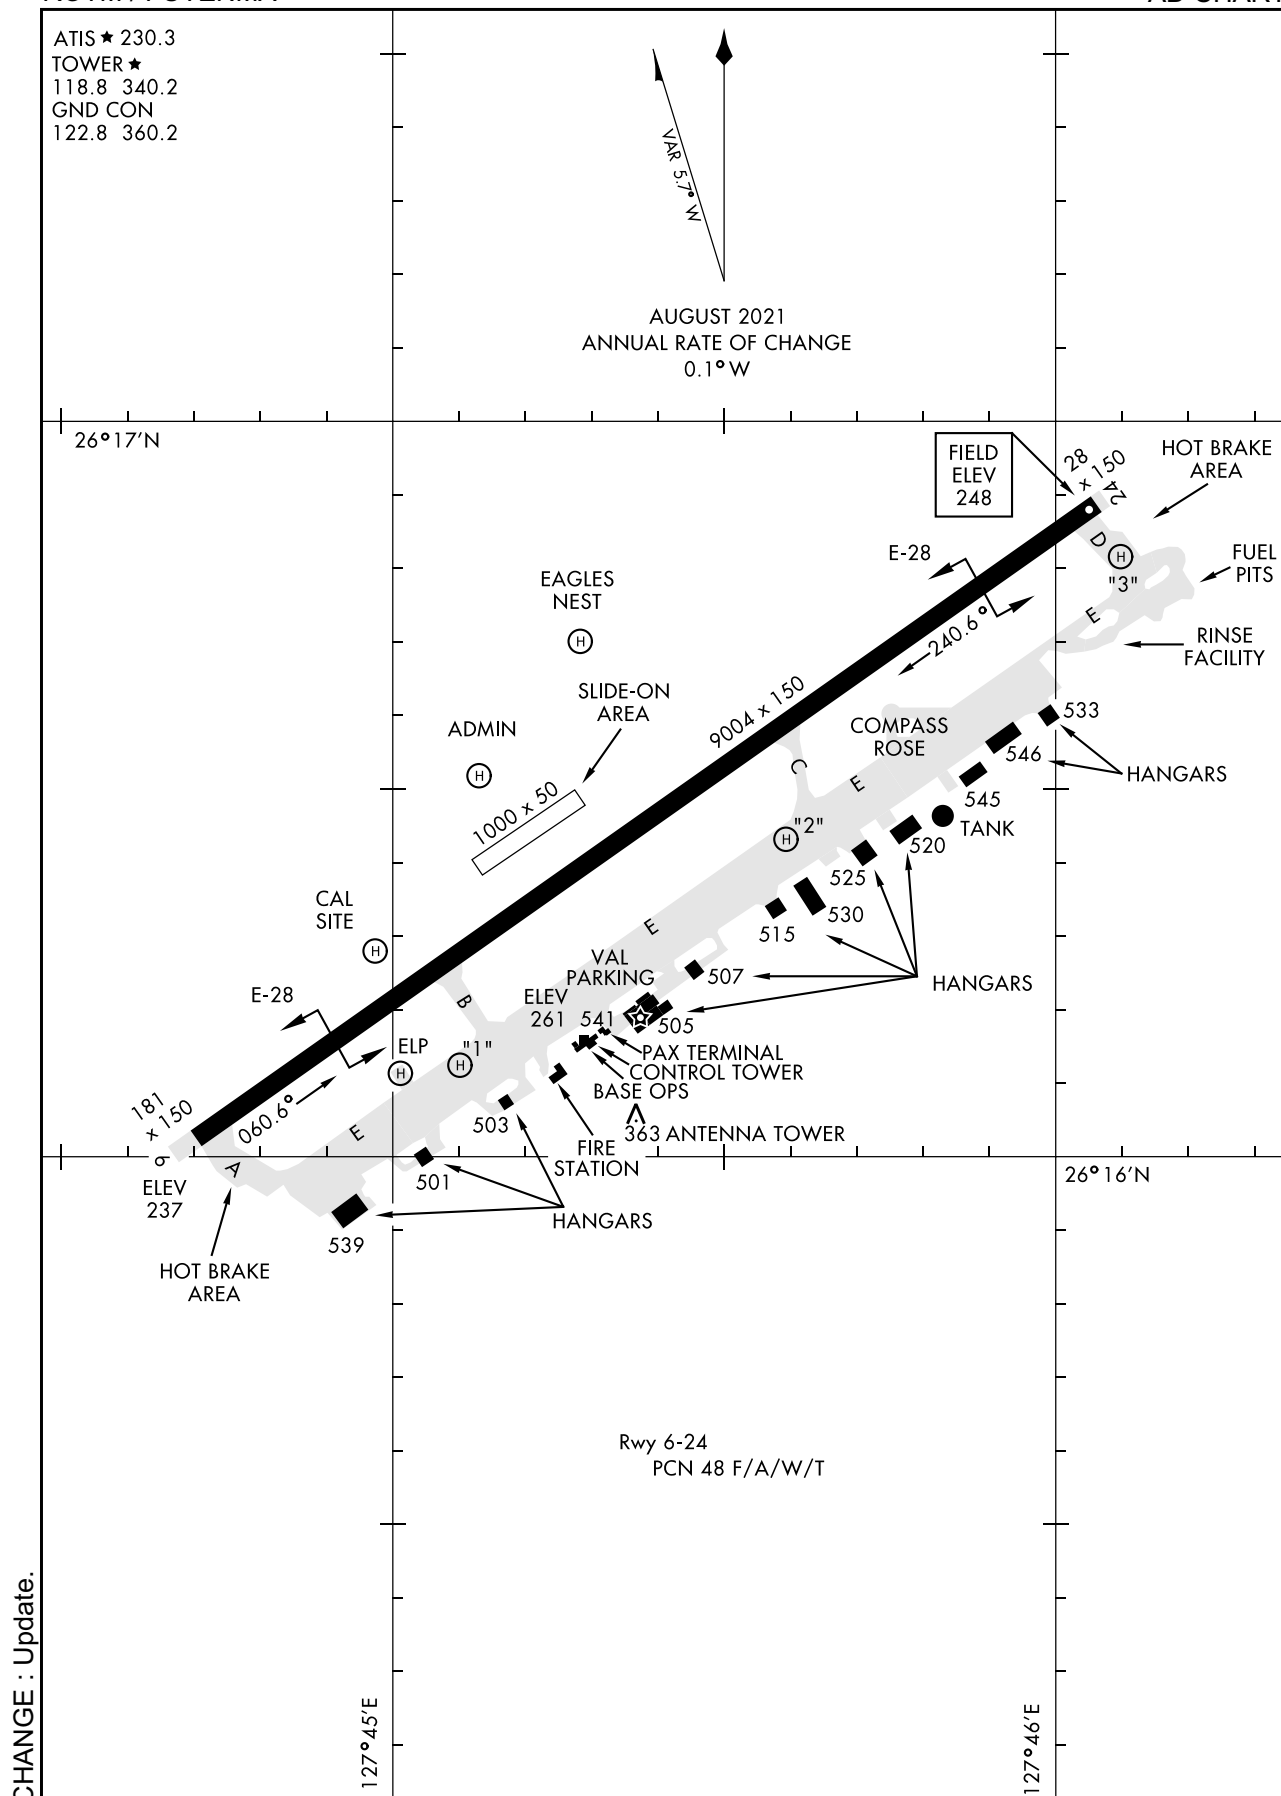 ATIS ★ 230.3
TOWER ★
118.8 340.2
GND CON
122.8 360.2
VAR 5.7° W
AUGUST 2021
ANNUAL RATE OF CHANGE
0.1° W
26°17'N
FIELD
ELEV
248
28
x 150
24
HOT BRAKE
AREA
D
H
"3"
FUEL
PITS
E-28
E
RINSE
FACILITY
240.6°
EAGLES
NEST
H
SLIDE-ON
AREA
9004 x 150
ADMIN
H
1000 x 50
COMPASS
ROSE
533
546
HANGARS
545
TANK
C
E
"2"
H
520
525
530
515
CAL
SITE
H
E
VAL
PARKING
507
HANGARS
E-28
B
ELEV
261
541
505
PAX TERMINAL
CONTROL TOWER
BASE OPS
ELP
H
"1"
H
363 ANTENNA TOWER
181
x 150
060.6°
E
503
FIRE
STATION
6
A
26°16'N
ELEV
237
501
HANGARS
539
HOT BRAKE
AREA
Rwy 6-24
PCN 48 F/A/W/T
127°45'E
127°46'E
CHANGE : Update.